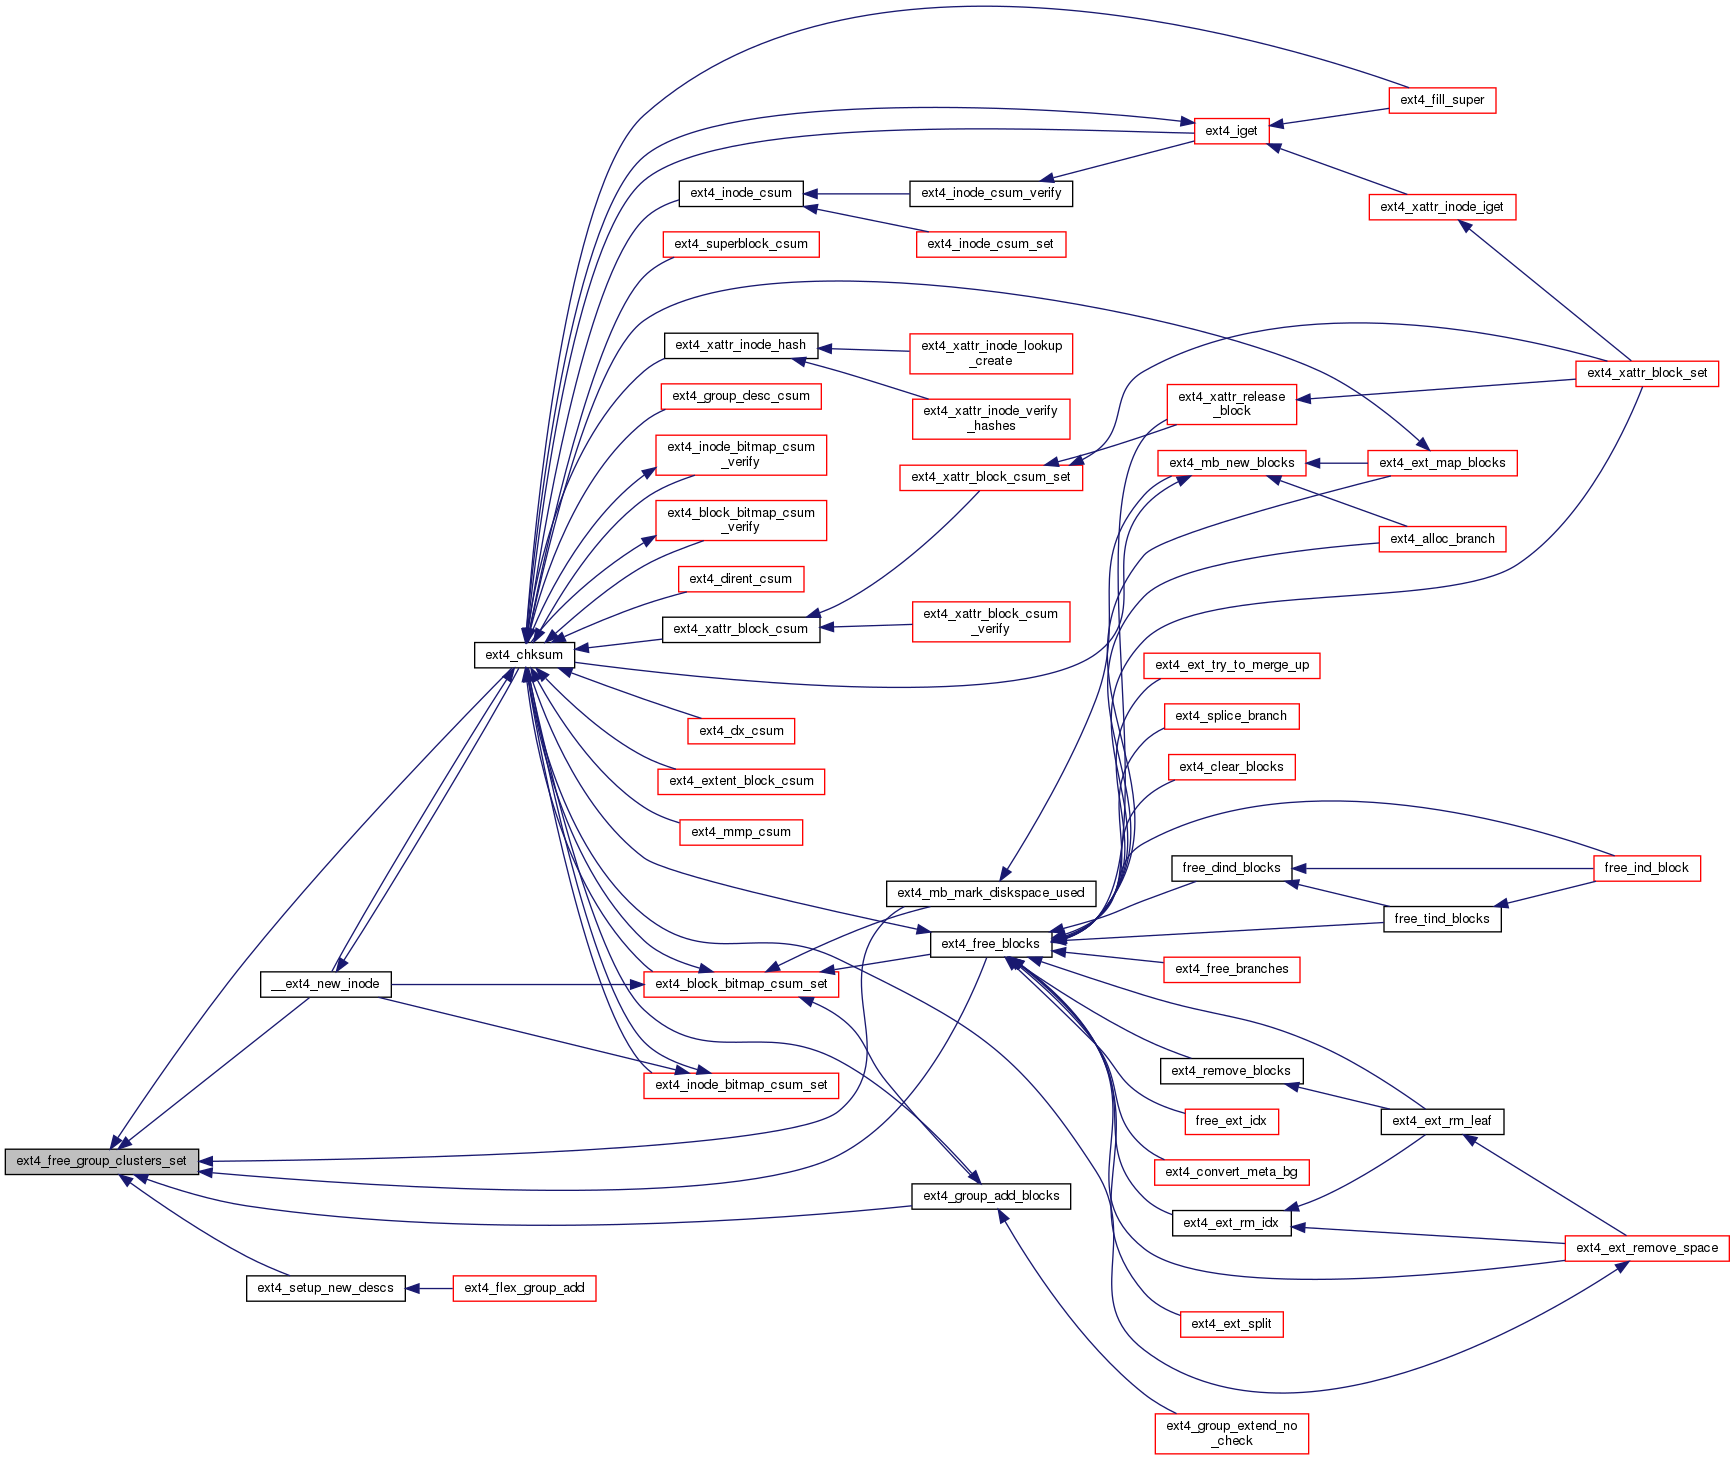 ext4_fill_super
ext4_iget
ext4_inode_csum
ext4_inode_csum_verify
ext4_xattr_inode_iget
ext4_superblock_csum
ext4_inode_csum_set
ext4_xattr_inode_hash
ext4_xattr_inode_lookup
_create
ext4_xattr_block_set
ext4_group_desc_csum
ext4_xattr_inode_verify
_hashes
ext4_xattr_release
_block
ext4_inode_bitmap_csum
_verify
ext4_xattr_block_csum_set
ext4_mb_new_blocks
ext4_ext_map_blocks
ext4_block_bitmap_csum
_verify
ext4_alloc_branch
ext4_dirent_csum
ext4_xattr_block_csum
ext4_xattr_block_csum
_verify
ext4_chksum
ext4_ext_try_to_merge_up
ext4_dx_csum
ext4_splice_branch
ext4_extent_block_csum
ext4_clear_blocks
ext4_mmp_csum
free_dind_blocks
free_ind_block
ext4_mb_mark_diskspace_used
free_tind_blocks
ext4_free_blocks
ext4_free_branches
__ext4_new_inode
ext4_block_bitmap_csum_set
ext4_remove_blocks
ext4_inode_bitmap_csum_set
free_ext_idx
ext4_ext_rm_leaf
ext4_free_group_clusters_set
ext4_convert_meta_bg
ext4_group_add_blocks
ext4_ext_rm_idx
ext4_ext_remove_space
ext4_setup_new_descs
ext4_flex_group_add
ext4_ext_split
ext4_group_extend_no
_check